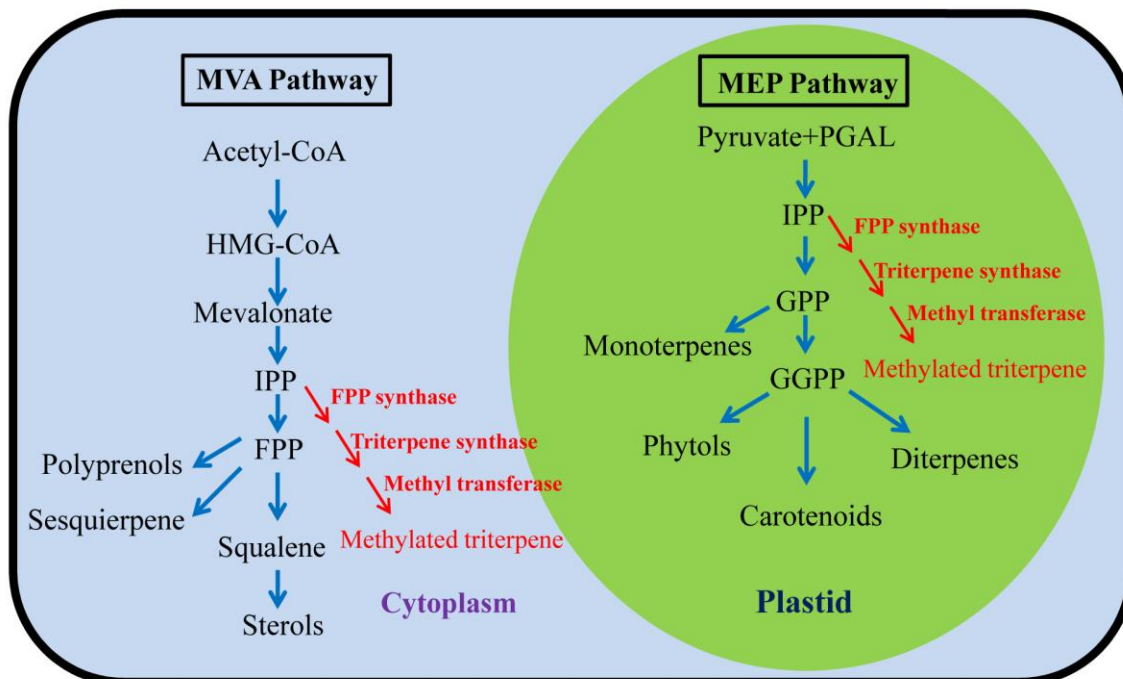 MVA Pathway
Acetyl-CoA
HMG-CoA
Mevalonate
IPP
FPP synthase
FPP
Triterpene synthase
Polyprenols
Methyl transferase
Sesquierpene
Squalene
Methylated triterpene
Sterols
Cytoplasm
MEP Pathway
Pyruvate+PGAL
IPP
FPP synthase
Triterpene synthase
GPP
Methyl transferase
Monoterpenes
GGPP
Methylated triterpene
Phytols
Diterpenes
Carotenoids
Plastid